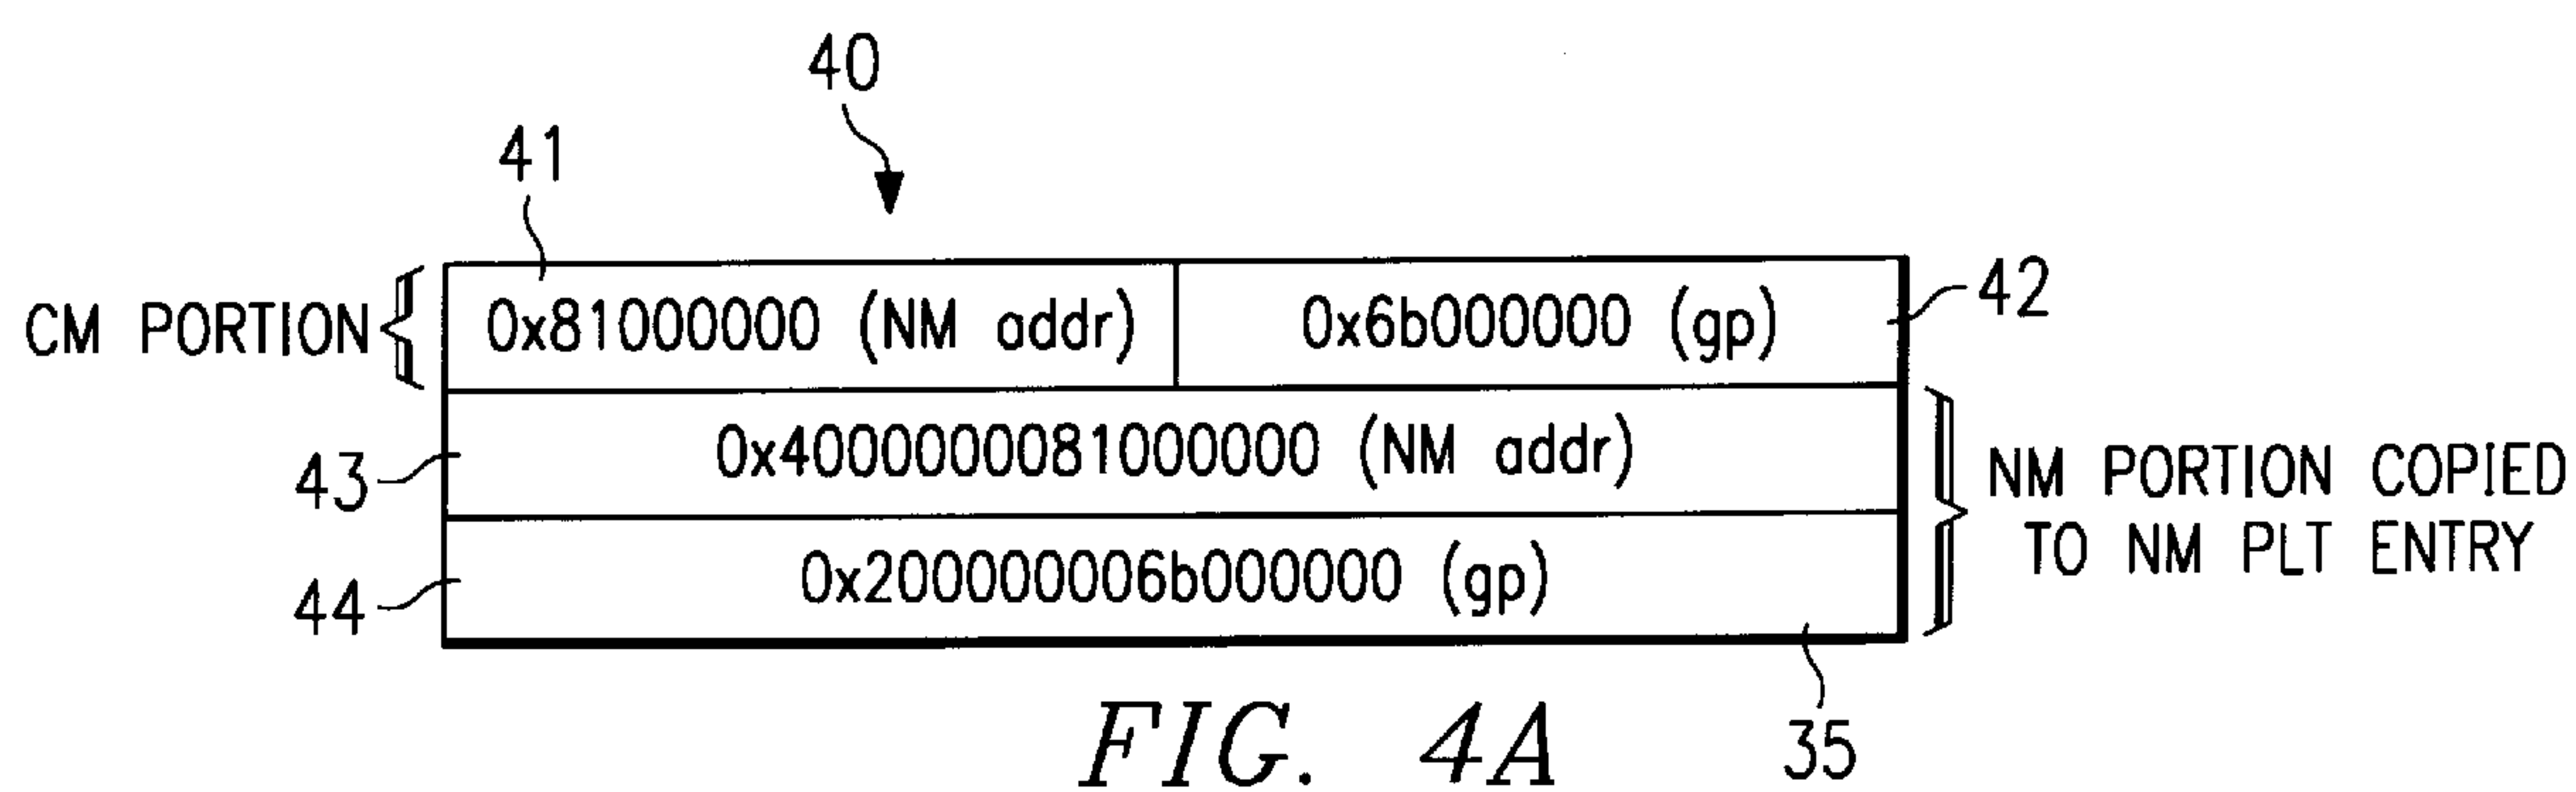 40
41
CM PORTION
0x81000000 (NM addr)
0x6b000000 (gp)
42
43
0x4000000081000000 (NM addr)
NM PORTION COPIED
TO NM PLT ENTRY
44
0x200000006b000000 (gp)
35
FIG. 4A